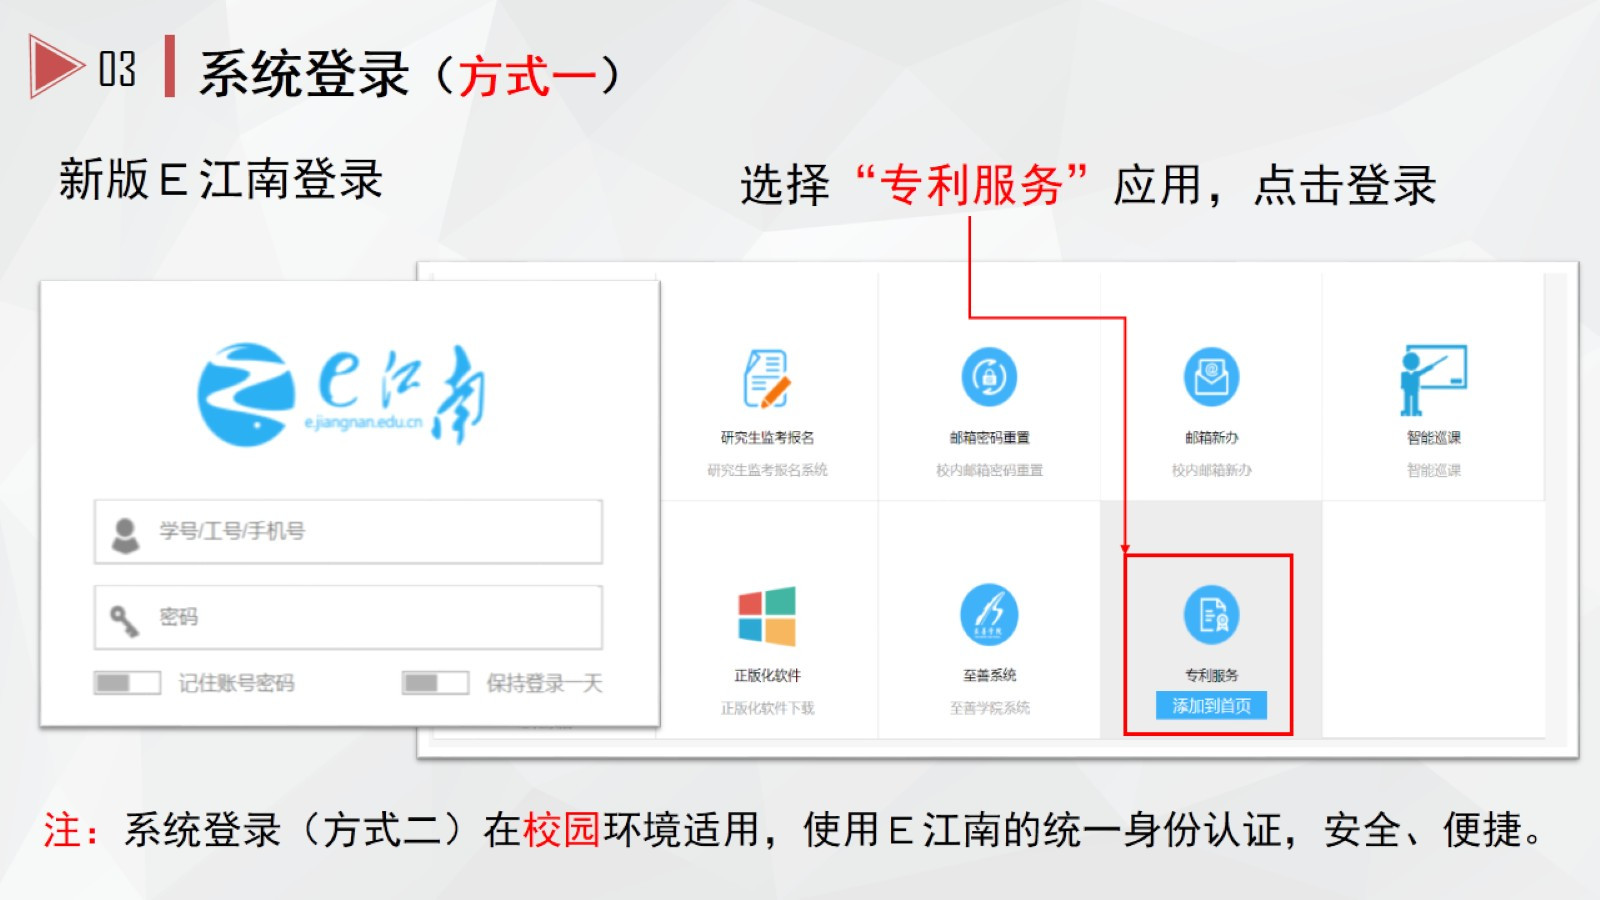 03 系统登录（方式一）
新版E江南登录
选择“专利服务”应用，点击登录
e江南
e.jiangnan.edu.cn
学号/工号/手机号
密码
记住账号密码 保持登录一天
研究生监考报名 邮箱密码重置 邮箱新办 智能巡课
研究生监考报名系统 校内邮箱密码重置 校内邮箱新办 智能巡课
正版化软件 至善系统 专利服务
正版化软件下载 至善学院系统 添加到首页
注：系统登录（方式二）在校园环境适用，使用E江南的统一身份认证，安全、便捷。